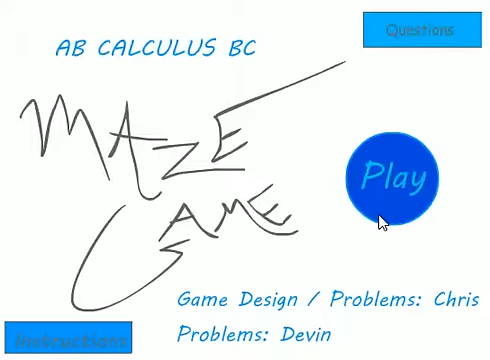 Questions
AB CALCULUS BC
MAZE
GAME
Play
Game Design / Problems: Chris
Problems: Devin
Instructions